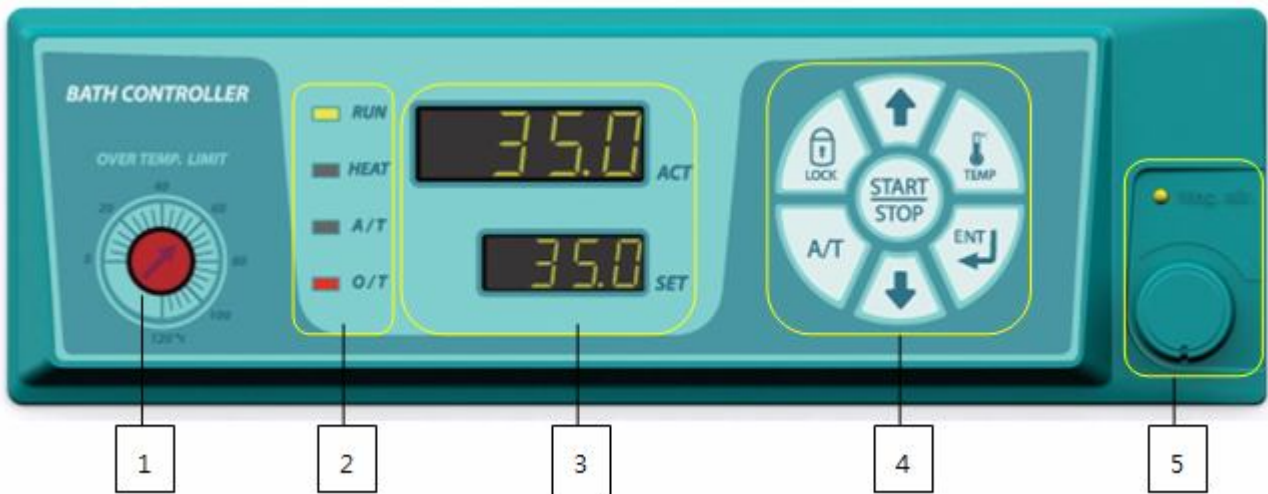 BATH CONTROLLER
OVER TEMP. LIMIT
0
20
40
60
80
100
120°c
RUN
HEAT
A/T
O/T
35.0
ACT
35.0
SET
LOCK
TEMP
START
STOP
A/T
ENT
1
2
3
4
5